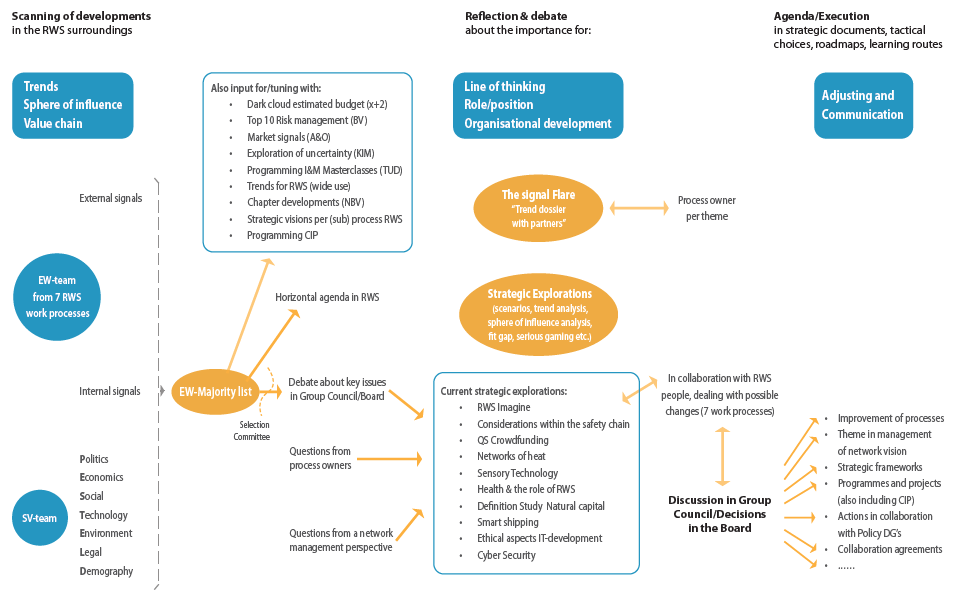 Scanning of developments
in the RWS surroundings
Reflection & debate
about the importance for:
Agenda/Execution
in strategic documents, tactical
choices, roadmaps, learning routes
Trends
Sphere of influence
Value chain
Also input for/tuning with:
• Dark cloud estimated budget (x+2)
• Top 10 Risk management (BV)
• Market signals (A&O)
• Exploration of uncertainty (KIM)
• Programming I&M Masterclasses (TUD)
• Trends for RWS (wide use)
• Chapter developments (NBV)
• Strategic visions per (sub) process RWS
• Programming CIP
Line of thinking
Role/position
Organisational development
Adjusting and
Communication
External signals
The signal Flare
"Trend dossier
with partners"
Process owner
per theme
EW-team
from 7 RWS
work processes
Horizontal agenda in RWS
Strategic Explorations
(scenarios, trend analysis,
sphere of influence analysis,
fit gap, serious gaming etc.)
Internal signals
EW-Majority list
Debate about key issues
in Group Council/Board
Selection
Committee
Questions from
process owners
Questions from a network
management perspective
Current strategic explorations:
• RWS Imagine
• Considerations within the safety chain
• QS Crowdfunding
• Networks of heat
• Sensory Technology
• Health & the role of RWS
• Definition Study Natural capital
• Smart shipping
• Ethical aspects IT-development
• Cyber Security
In collaboration with RWS
people, dealing with possible
changes (7 work processes)
Discussion in Group
Council/Decisions
in the Board
• Improvement of processes
• Theme in management
of network vision
• Strategic frameworks
• Programmes and projects
(also including CIP)
• Actions in collaboration
with Policy DG's
• Collaboration agreements
• ......
SV-team
Politics
Economics
Social
Technology
Environment
Legal
Demography